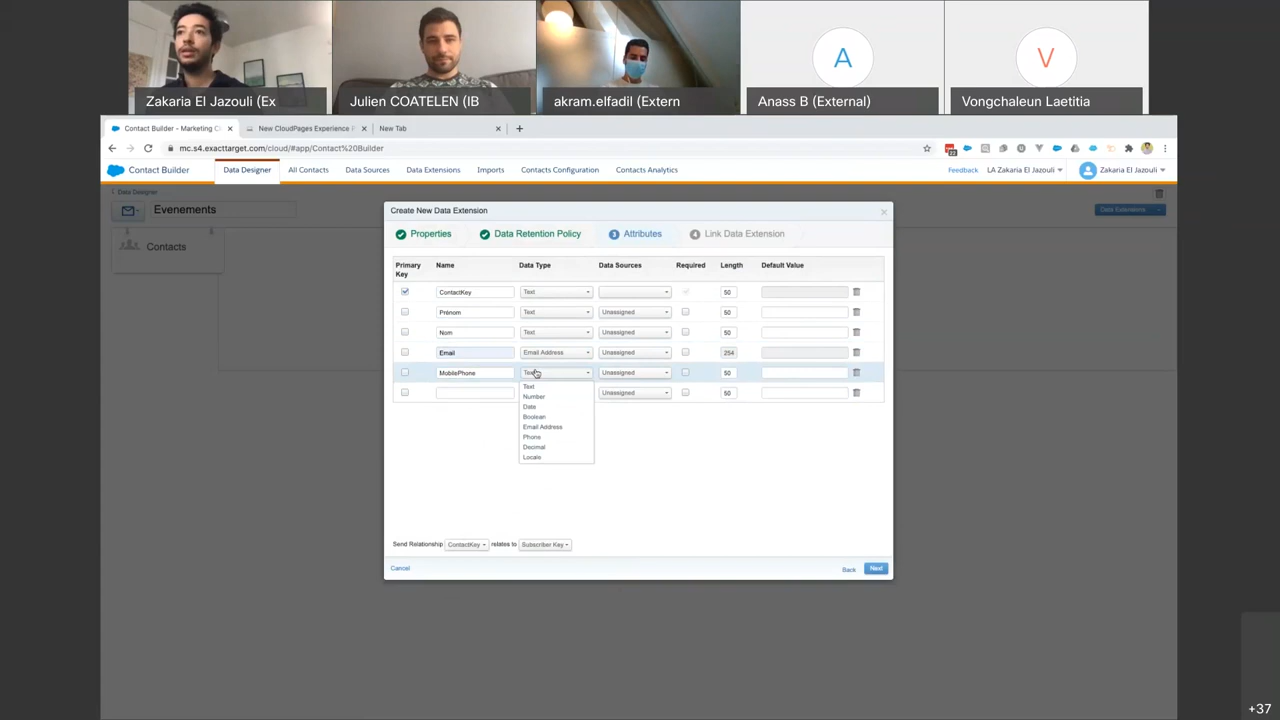 A
V
Zakaria El Jazouli (Ex
Julien COATELEN (IB
akram.elfadil (Extern
Anass B (External)
Vongchaleun Laetitia
Contact Builder - Marketing C
New CloudPages Experience F
New Tab
mc.s4.exacttarget.com/cloud/#app/Contact%20Builder
Contact Builder
Data Designer
All Contacts
Data Sources
Data Extensions
Imports
Contacts Configuration
Contacts Analytics
Feedback
LA Zakaria El Jazouli
Zakaria El Jazouli
Data Designer
Evenements
Data Extensions
Contacts
Create New Data Extension
Properties
Data Retention Policy
3 Attributes
4 Link Data Extension
Primary Key Name Data Type Data Sources Required Length Default Value
ContactKey Text 50
Prénom Text Unassigned 50
Nom Text Unassigned 50
Email Email Address Unassigned 254
MobilePhone Text Unassigned 50
Unassigned 50
Text
Number
Date
Boolean
Email Address
Phone
Decimal
Locale
Send Relationship ContactKey relates to Subscriber Key
Cancel
Back
Next
+37